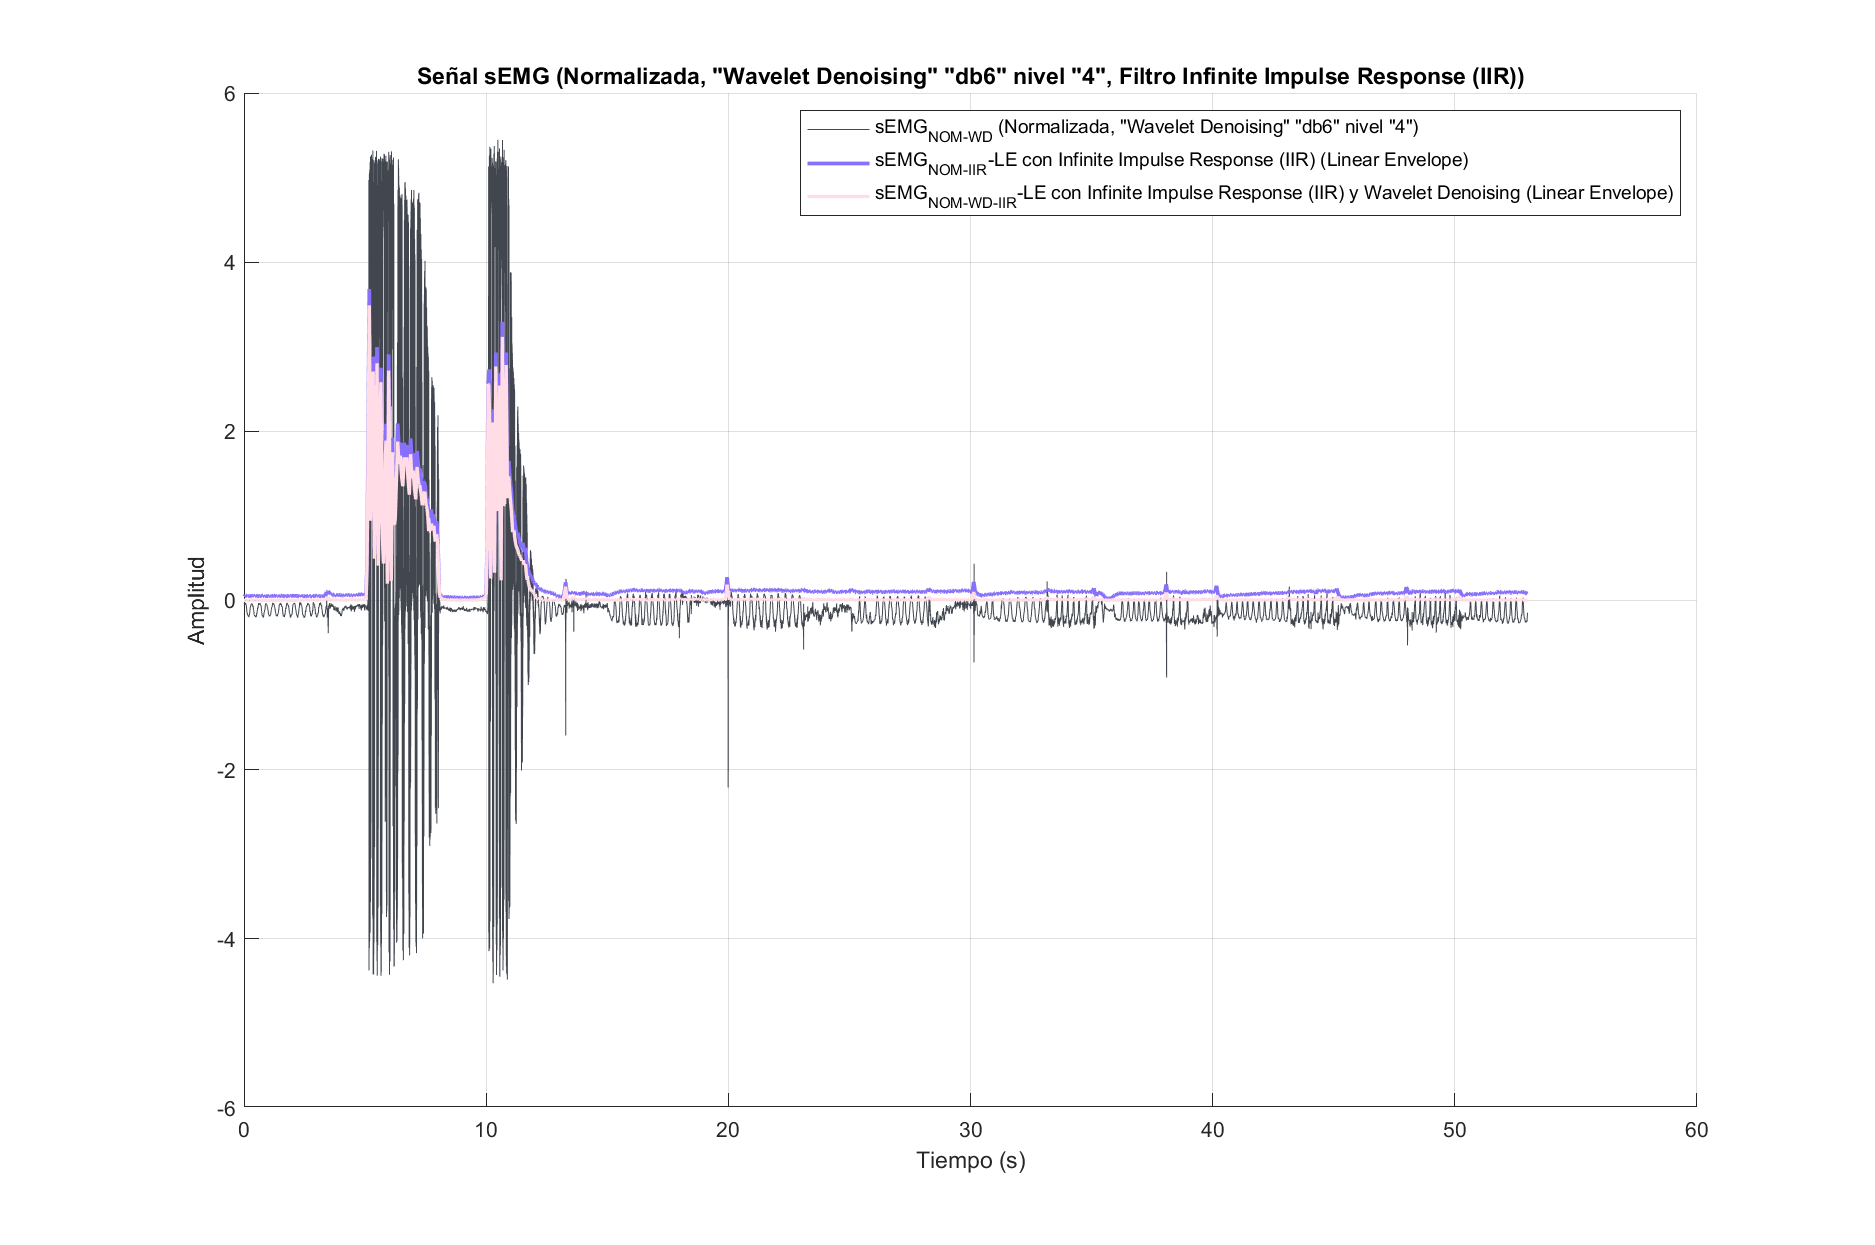 Señal sEMG (Normalizada, "Wavelet Denoising" "db6" nivel "4", Filtro Infinite Impulse Response (IIR))
sEMG_NOM-WD (Normalizada, "Wavelet Denoising" "db6" nivel "4")
sEMG_NOM-IIR-LE con Infinite Impulse Response (IIR) (Linear Envelope)
sEMG_NOM-WD-IIR-LE con Infinite Impulse Response (IIR) y Wavelet Denoising (Linear Envelope)
6
4
2
0
-2
-4
-6
Amplitud
0 10 20 30 40 50 60
Tiempo (s)